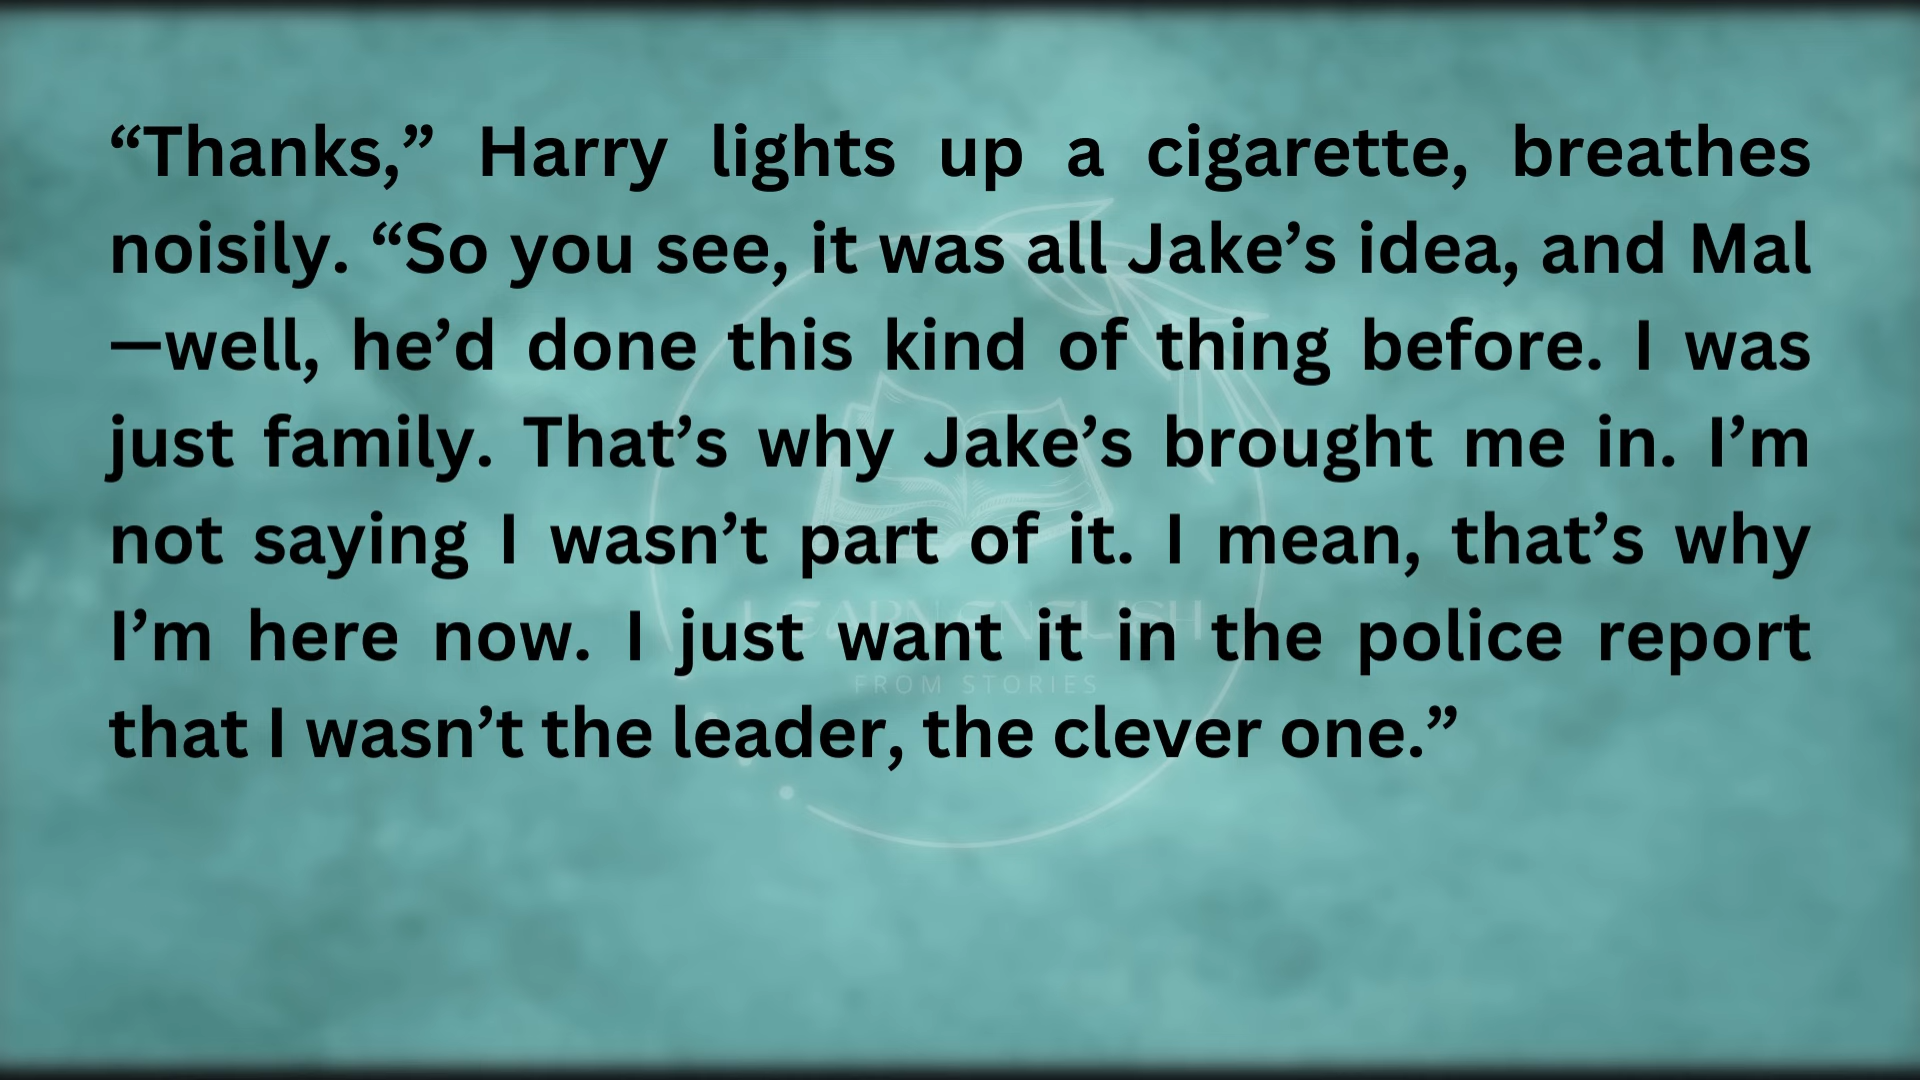 “Thanks,” Harry lights up a cigarette, breathes
noisily. “So you see, it was all Jake’s idea, and Mal
—well, he’d done this kind of thing before. I was
just family. That’s why Jake’s brought me in. I’m
not saying I wasn’t part of it. I mean, that’s why
I’m here now. I just want it in the police report
that I wasn’t the leader, the clever one.”
LEARN ENGLISH
FROM STORIES